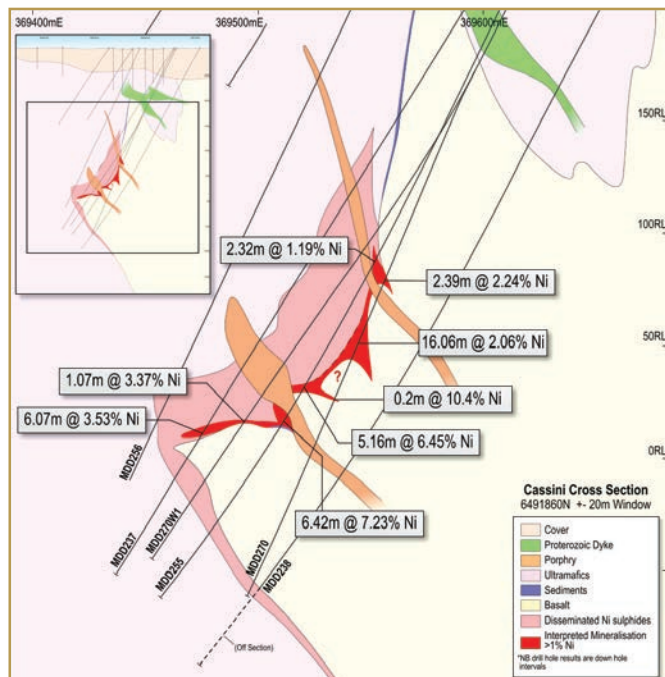 369400mE
369500mE
369600mE
150RL
100RL
2.32m @ 1.19% Ni
2.39m @ 2.24% Ni
50RL
16.06m @ 2.06% Ni
1.07m @ 3.37% Ni
?
0.2m @ 10.4% Ni
6.07m @ 3.53% Ni
5.16m @ 6.45% Ni
0RL
MDD256
6.42m @ 7.23% Ni
MDD237
MDD270W1
MDD255
MDD270
MDD238
(Off Section)
Cassini Cross Section
6491860N +- 20m Window
Cover
Proterozoic Dyke
Porphry
Ultramafics
Sediments
Basalt
Disseminated Ni sulphides
Interpreted Mineralisation
>1% Ni
*NB drill hole results are down hole
intervals